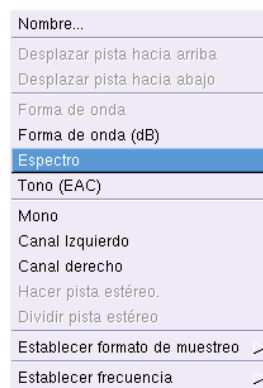 Nombre...
Desplazar pista hacia arriba
Desplazar pista hacia abajo
Forma de onda
Forma de onda (dB)
Espectro
Tono (EAC)
Mono
Canal Izquierdo
Canal derecho
Hacer pista estéreo.
Dividir pista estéreo
Establecer formato de muestreo
Establecer frecuencia